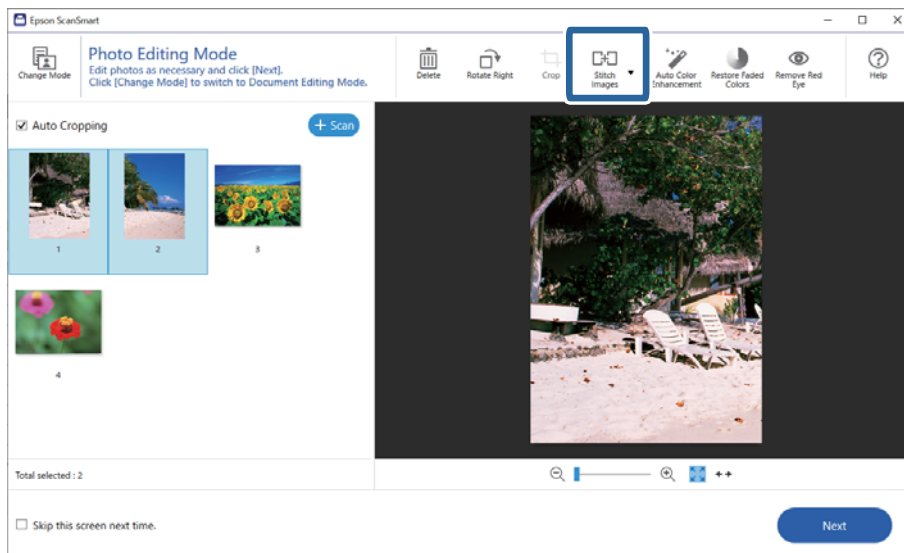 Epson ScanSmart
Change Mode
Photo Editing Mode
Edit photos as necessary and click [Next].
Click [Change Mode] to switch to Document Editing Mode.
Delete
Rotate Right
Crop
Stitch
Images
Auto Color
Enhancement
Restore Faded
Colors
Remove Red
Eye
Help
Auto Cropping
+ Scan
1
2
3
4
Total selected : 2
Skip this screen next time.
Next